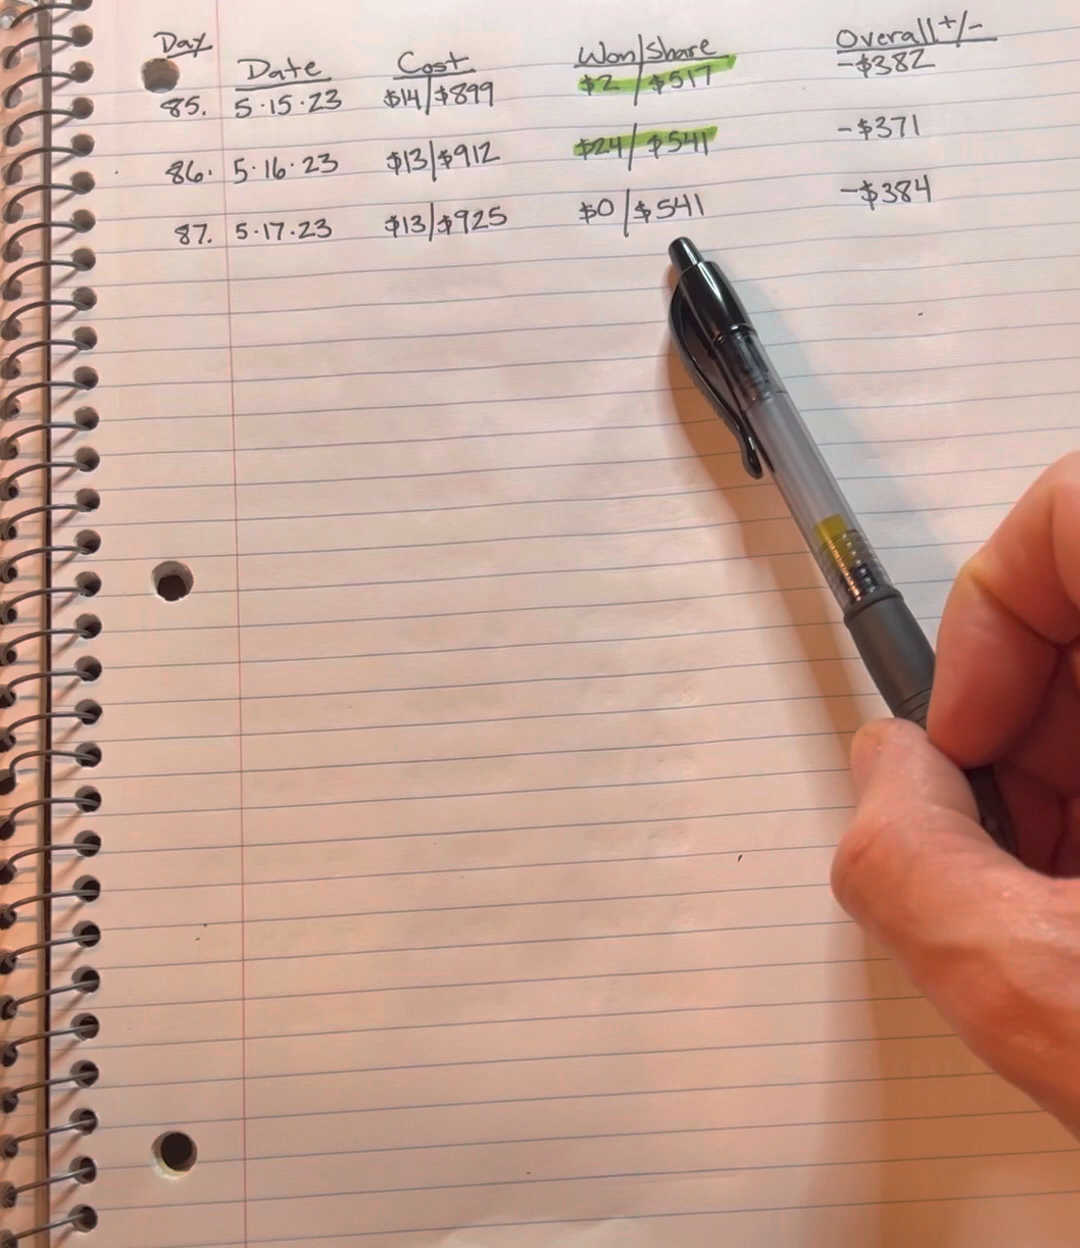 Day Date Cost Won/Share Overall +/-
85. 5.15.23 $14/$899 $2/$517 -$382
86. 5.16.23 $13/$912 $24/$541 -$371
87. 5.17.23 $13/$925 $0/$541 -$384